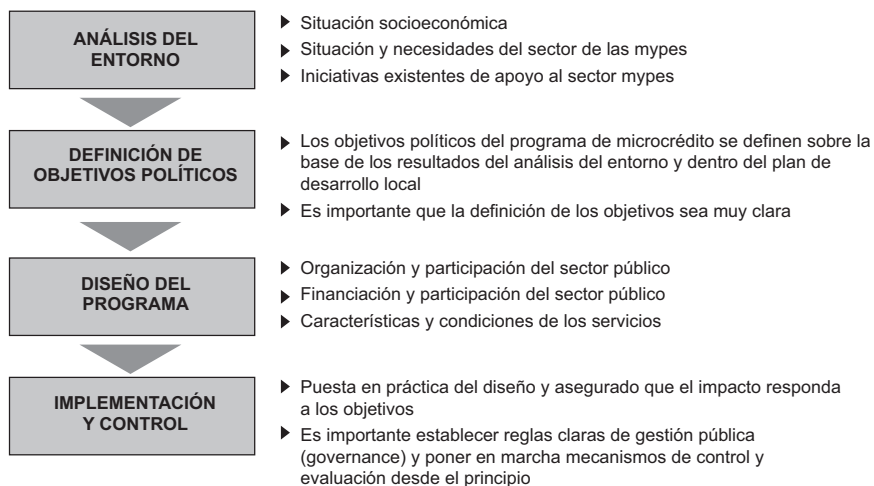 ANÁLISIS DEL
ENTORNO
▶ Situación socioeconómica
▶ Situación y necesidades del sector de las mypes
▶ Iniciativas existentes de apoyo al sector mypes
DEFINICIÓN DE
OBJETIVOS POLÍTICOS
▶ Los objetivos políticos del programa de microcrédito se definen sobre la
base de los resultados del análisis del entorno y dentro del plan de
desarrollo local
▶ Es importante que la definición de los objetivos sea muy clara
DISEÑO DEL
PROGRAMA
▶ Organización y participación del sector público
▶ Financiación y participación del sector público
▶ Características y condiciones de los servicios
IMPLEMENTACIÓN
Y CONTROL
▶ Puesta en práctica del diseño y asegurado que el impacto responda
a los objetivos
▶ Es importante establecer reglas claras de gestión pública
(governance) y poner en marcha mecanismos de control y
evaluación desde el principio